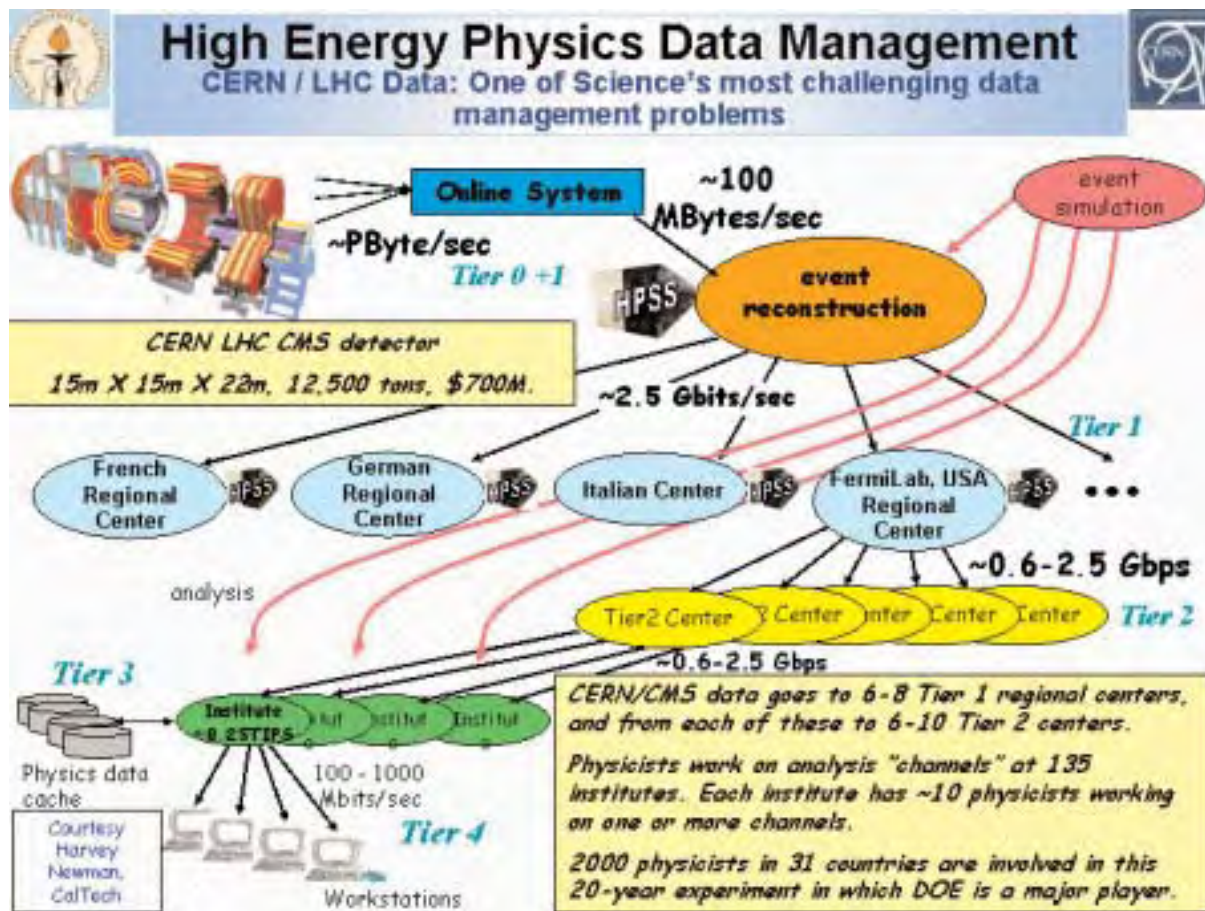 High Energy Physics Data Management
CERN / LHC Data: One of Science's most challenging data
management problems
CERN
Online System
~100
MBytes/sec
event
simulation
~PByte/sec
Tier 0 +1
HPSS
event
reconstruction
CERN LHC CMS detector
15m X 15m X 22m, 12,500 tons, $700M.
~2.5 Gbits/sec
Tier 1
French
Regional
Center
HPSS
German
Regional
Center
HPSS
Italian Center
HPSS
FermiLab, USA
Regional
Center
HPSS
• • •
analysis
~0.6-2.5 Gbps
Tier2 Center
2 Center
Center
Center
Tier 2
~0.6-2.5 Gbps
Tier 3
Institute
Institut
Institut
Physics data
cache
100 - 1000
Mbits/sec
Tier 4
Workstations
Courtesy
Harvey
Newman,
CalTech
CERN/CMS data goes to 6-8 Tier 1 regional centers,
and from each of these to 6-10 Tier 2 centers.
Physicists work on analysis "channels" at 135
institutes. Each institute has ~10 physicists working
on one or more channels.
2000 physicists in 31 countries are involved in this
20-year experiment in which DOE is a major player.